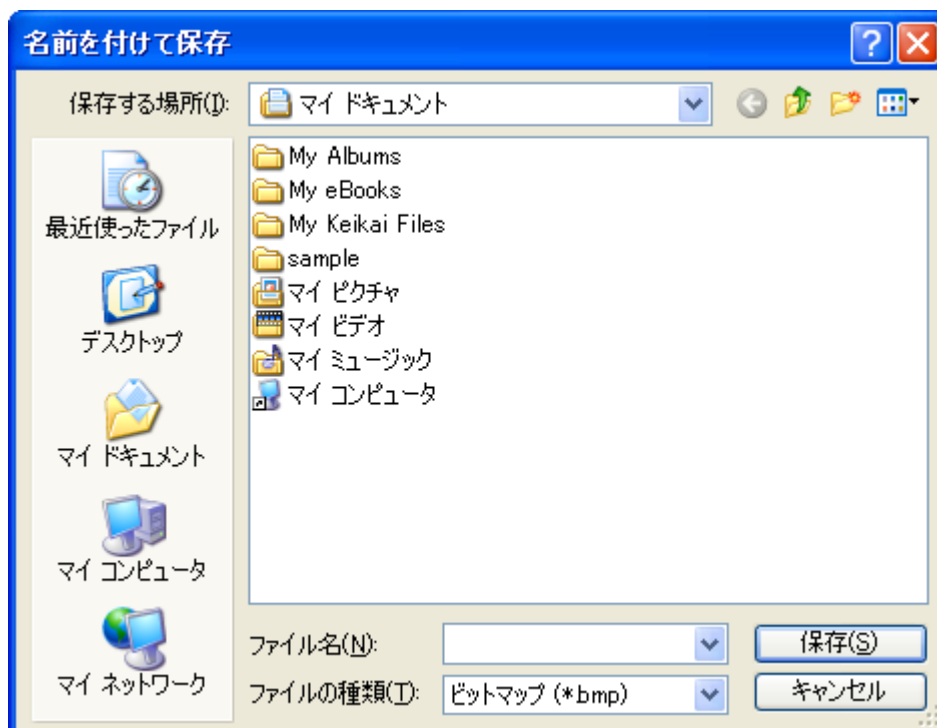 名前を付けて保存
保存する場所(I):
マイ ドキュメント
最近使ったファイル
デスクトップ
マイ ドキュメント
マイ コンピュータ
マイ ネットワーク
My Albums
My eBooks
My Keikai Files
sample
マイ ピクチャ
マイ ビデオ
マイ ミュージック
マイ コンピュータ
ファイル名(N):
保存(S)
ファイルの種類(T):
ビットマップ (*.bmp)
キャンセル